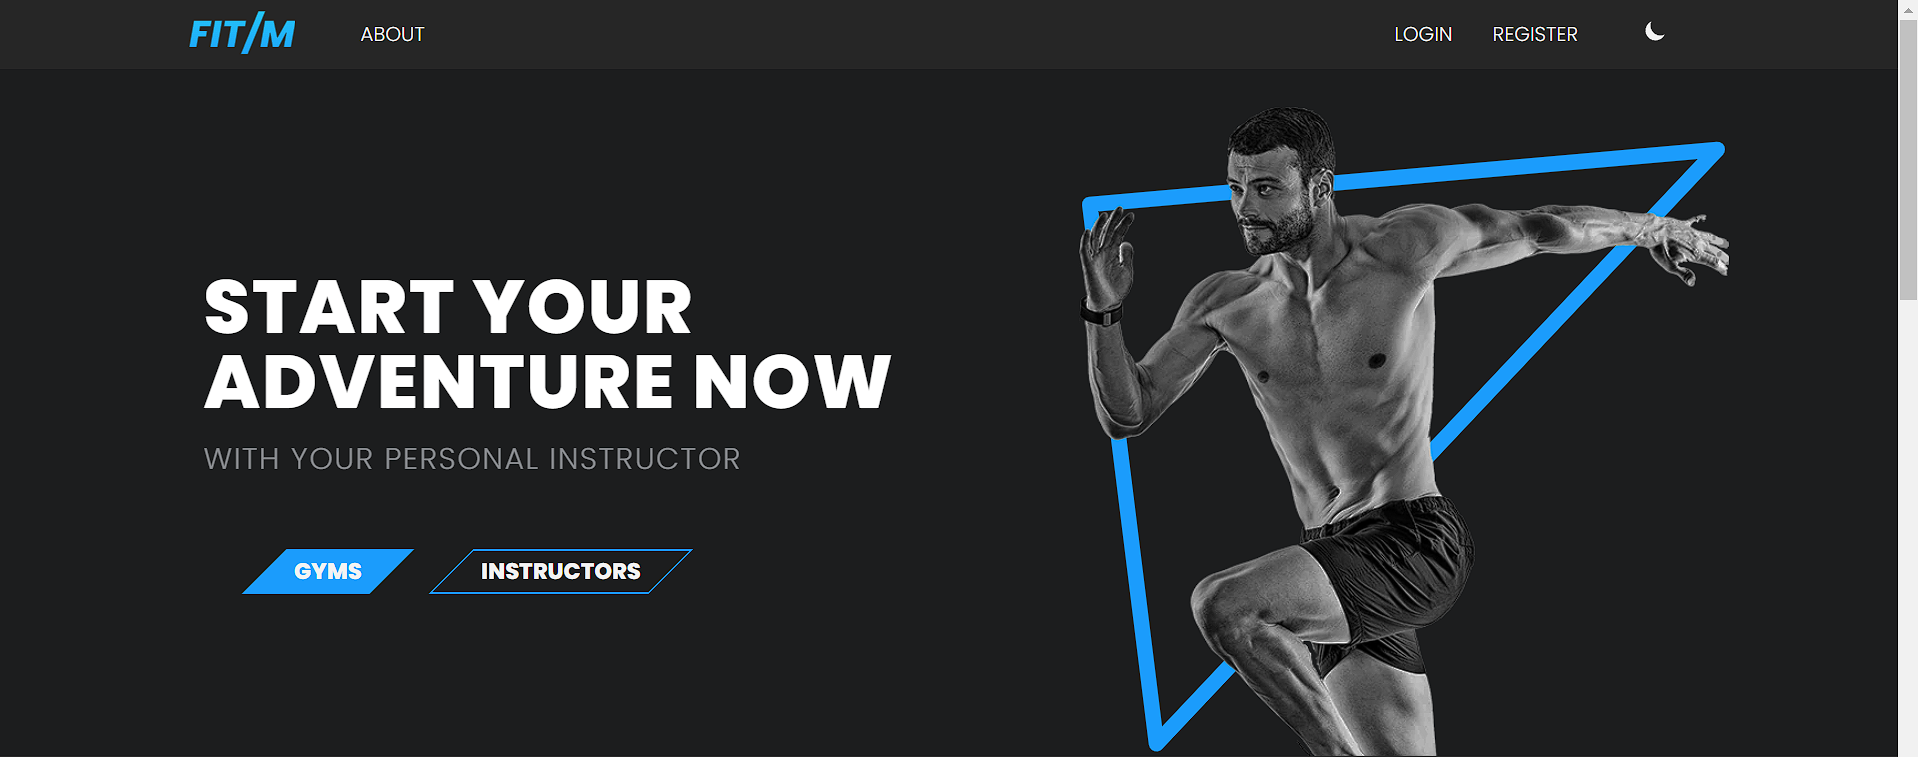 FIT/M
ABOUT
LOGIN
REGISTER
START YOUR
ADVENTURE NOW
WITH YOUR PERSONAL INSTRUCTOR
GYMS
INSTRUCTORS